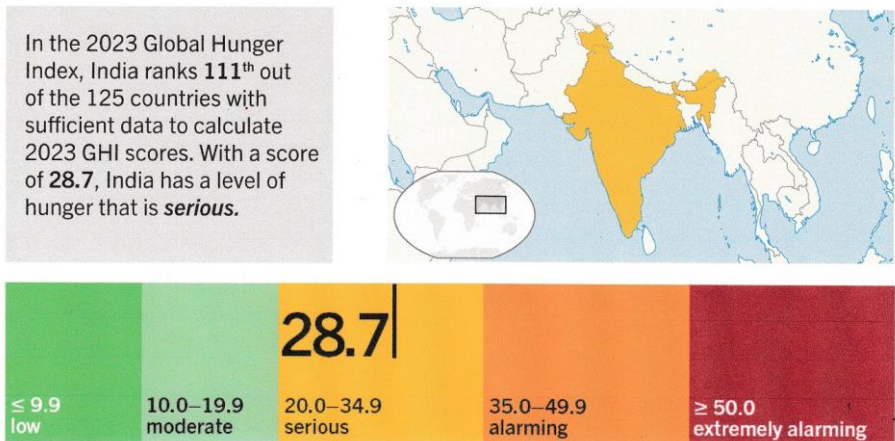 In the 2023 Global Hunger
Index, India ranks 111th out
of the 125 countries with
sufficient data to calculate
2023 GHI scores. With a score
of 28.7, India has a level of
hunger that is serious.
28.7
≤ 9.9
low
10.0–19.9
moderate
20.0–34.9
serious
35.0–49.9
alarming
≥ 50.0
extremely alarming